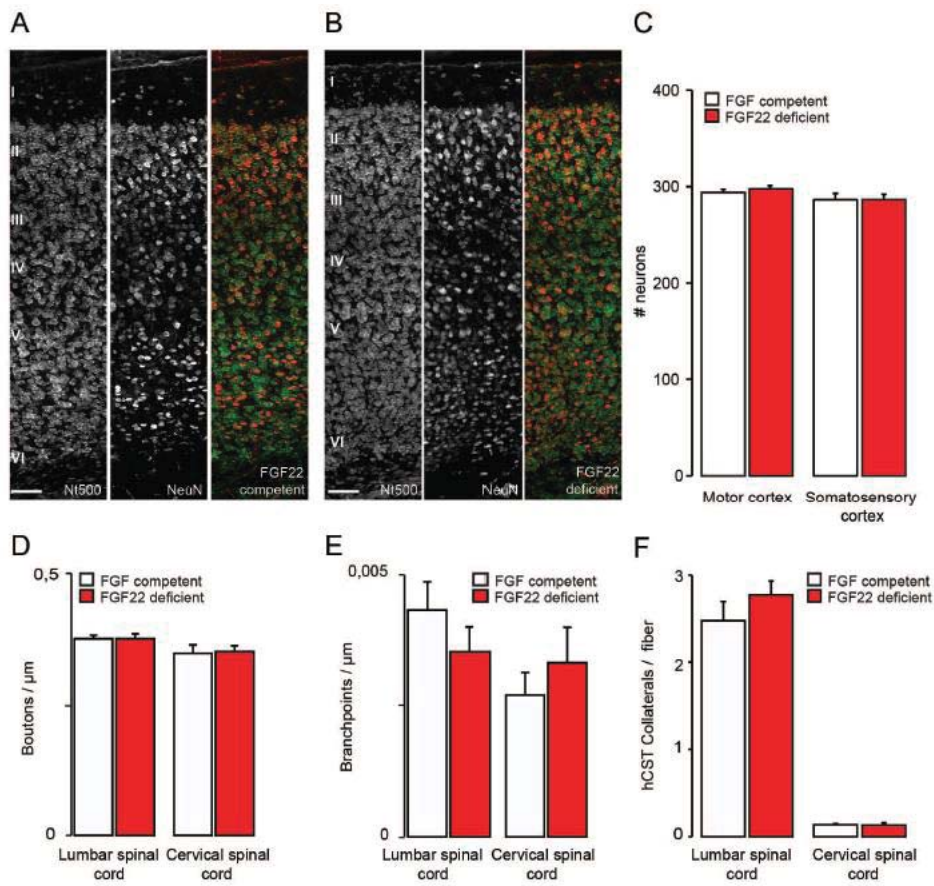 A
I
II
III
IV
V
VI
Nt500
NeuN
FGF22
competent
B
I
II
III
IV
V
VI
Nt500
NeuN
FGF22
deficient
C
# neurons
400
300
200
300
0
FGF competent
FGF22 deficient
Motor cortex
Somatosensory
cortex
D
Boutons / µm
0,5
0
FGF competent
FGF22 deficient
Lumbar spinal
cord
Cervical spinal
cord
E
Branchpoints / µm
0,005
0
FGF competent
FGF22 deficient
Lumbar spinal
cord
Cervical spinal
cord
F
hCST Collaterals / fiber
3
2
1
0
FGF competent
FGF22 deficient
Lumbar spinal
cord
Cervical spinal
cord